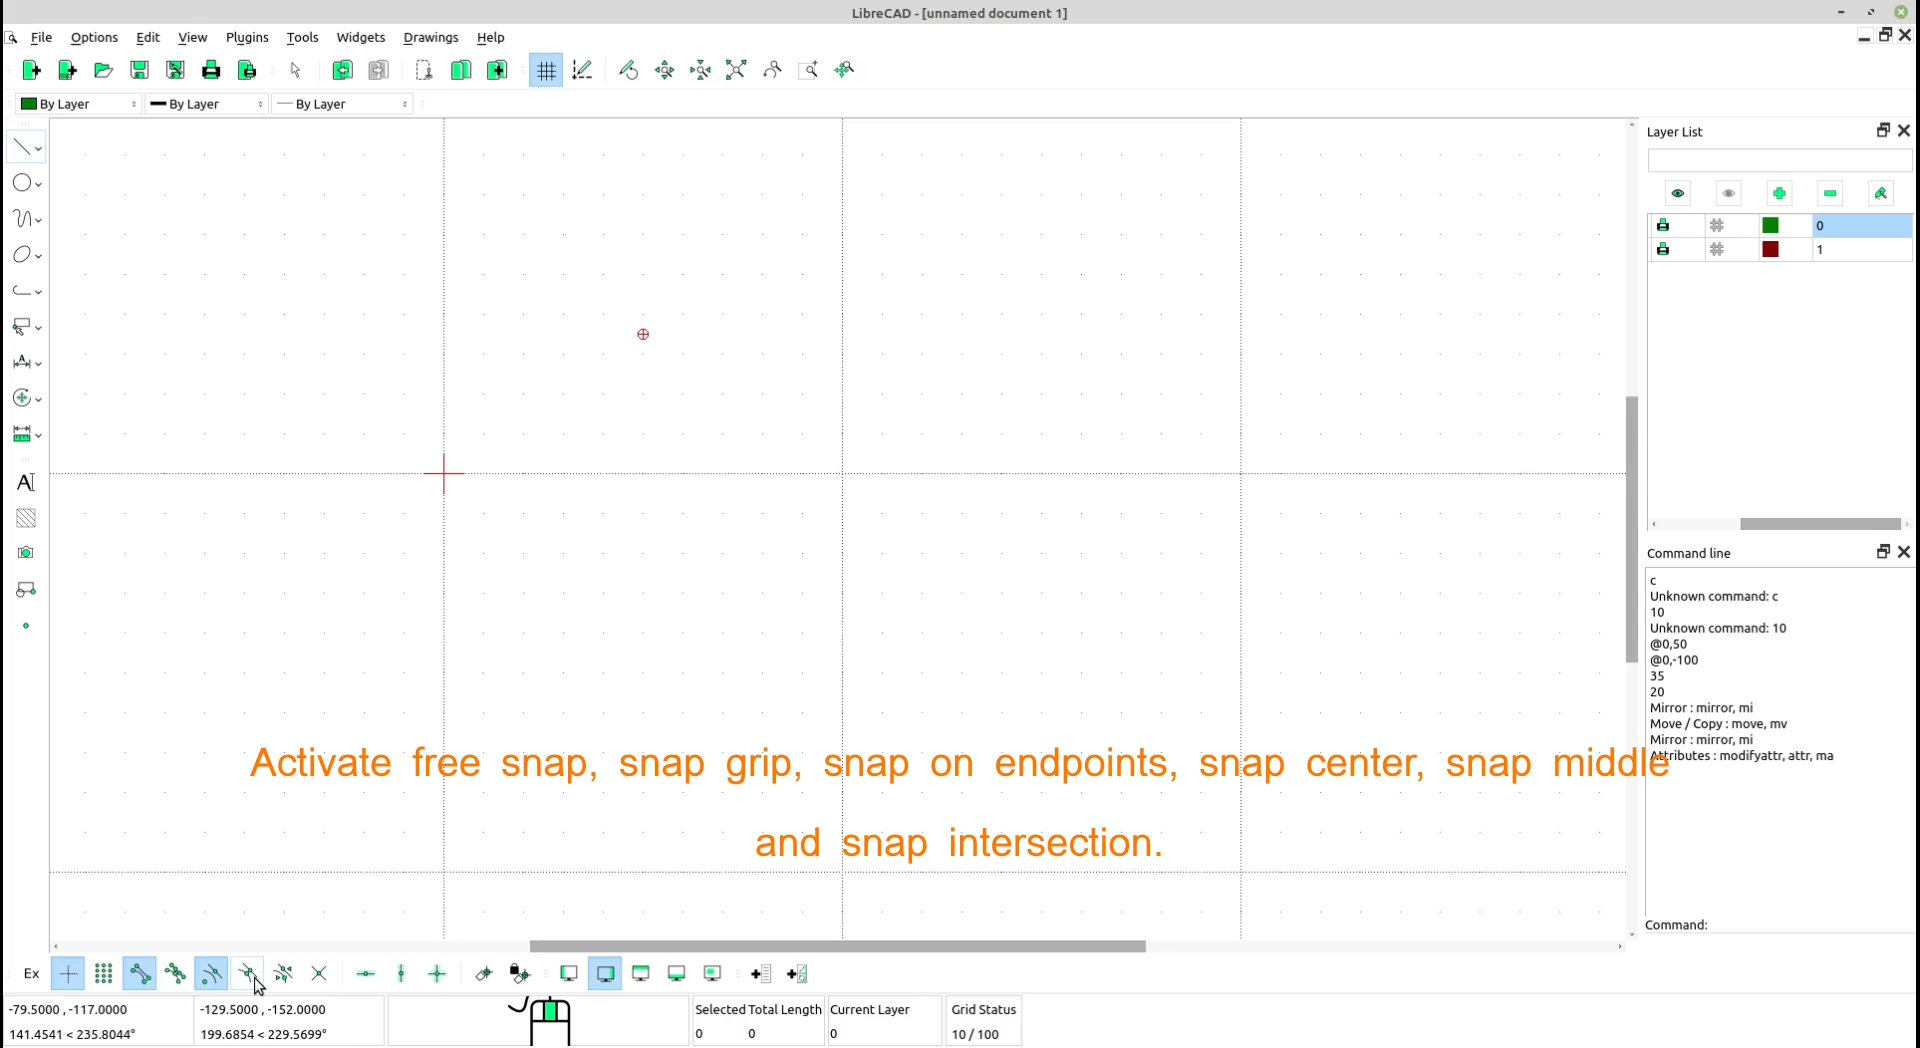 LibreCAD - [unnamed document 1]
File Options Edit View Plugins Tools Widgets Drawings Help
By Layer By Layer By Layer
Layer List
0
1
Command line
c
Unknown command: c
10
Unknown command: 10
@0,50
@0,-100
35
20
Mirror : mirror, mi
Move / Copy : move, mv
Mirror : mirror, mi
Attributes : modifyattr, attr, ma
Activate free snap, snap grip, snap on endpoints, snap center, snap middle
and snap intersection.
Command:
Ex
-79.5000 , -117.0000 -129.5000 , -152.0000 Selected Total Length Current Layer Grid Status
141.4541 < 235.8044° 199.6854 < 229.5699° 0 0 0 10 / 100